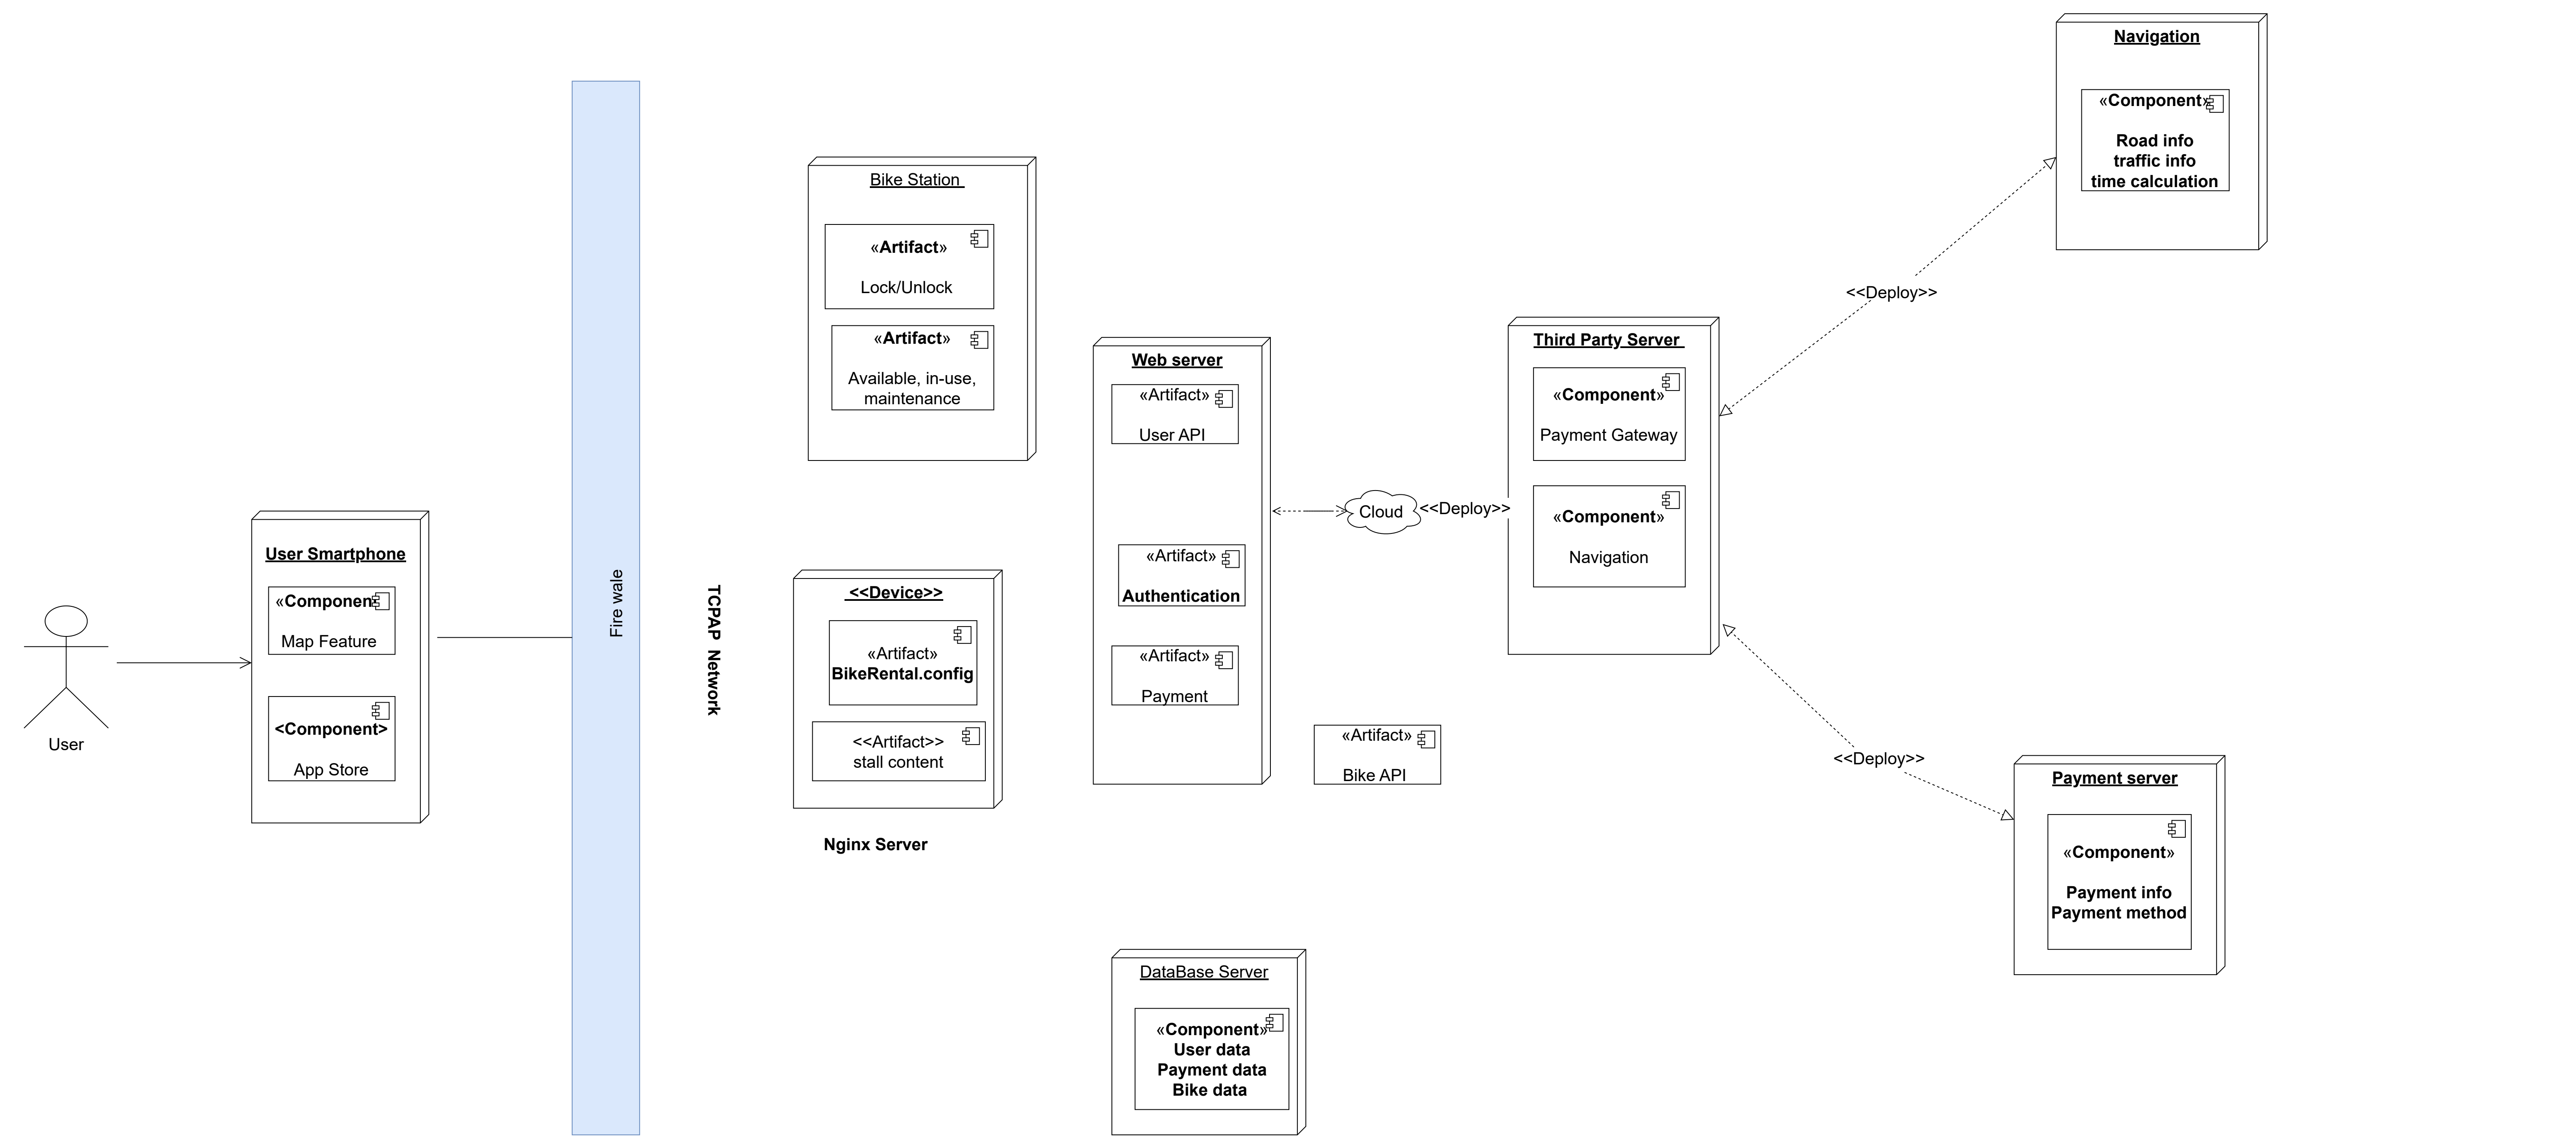 User
User Smartphone
«Component
Map Feature
<Component>
App Store
Fire wale
TCPAP Network
Bike Station
«Artifact»
Lock/Unlock
«Artifact»
Available, in-use,
maintenance
<<Device>>
«Artifact»
BikeRental.config
<<Artifact>>
stall content
Nginx Server
Web server
«Artifact»
User API
«Artifact»
Authentication
«Artifact»
Payment
«Artifact»
Bike API
DataBase Server
«Component»
User data
Payment data
Bike data
Cloud
<<Deploy>>
Third Party Server
«Component»
Payment Gateway
«Component»
Navigation
<<Deploy>>
Navigation
«Component»
Road info
traffic info
time calculation
<<Deploy>>
Payment server
«Component»
Payment info
Payment method